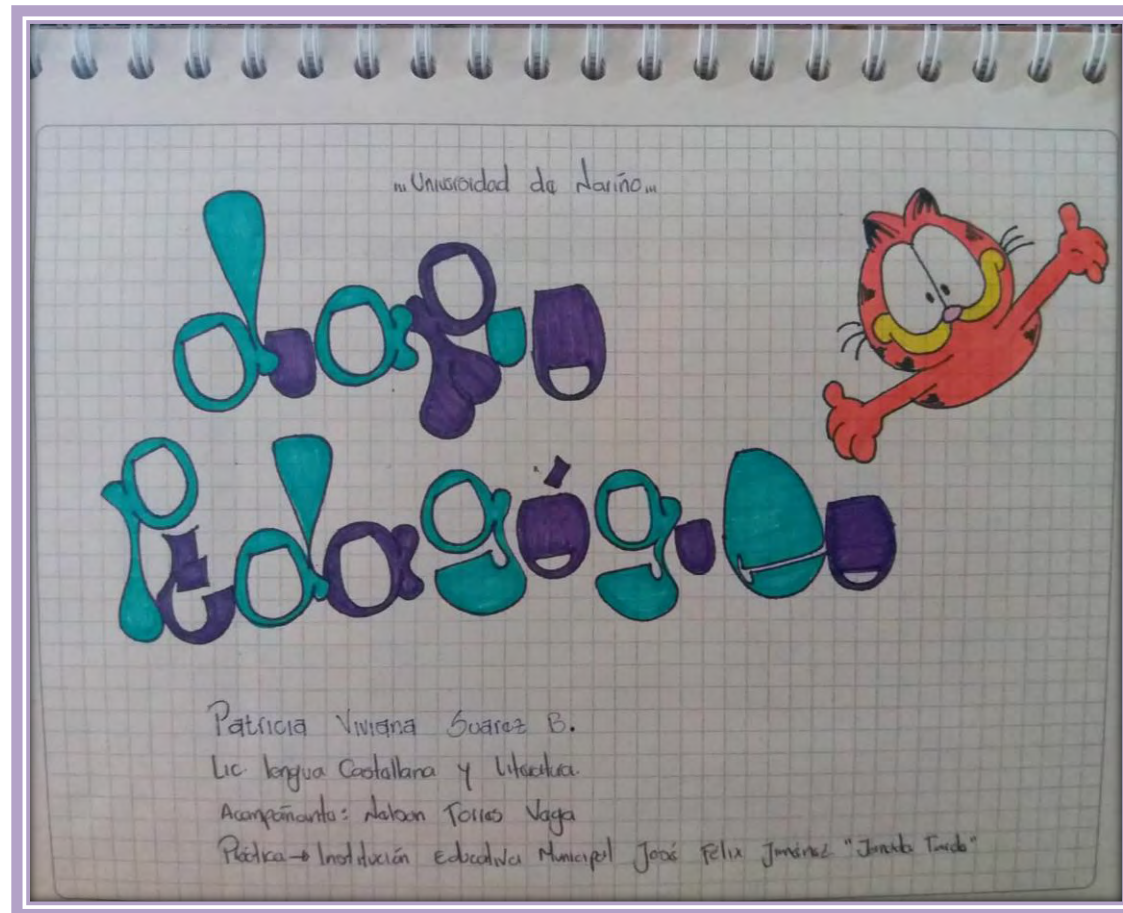 ... Universidad de Nariño ...
diario
Pedagógico
Patricia Viviana Suarez B.
Lic. lengua Castellana y Literatura.
Acompañante: Nelson Torres Vega
Práctica → Institución Educativa Municipal José Félix Jiménez "Jornada Tarde"